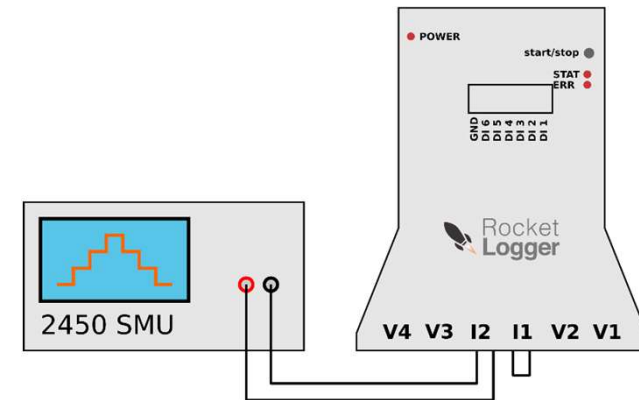 POWER
start/stop
STAT
ERR
GND
DI 6
DI 5
DI 4
DI 3
DI 2
DI 1
Rocket
Logger
2450 SMU
V4 V3 I2 I1 V2 V1